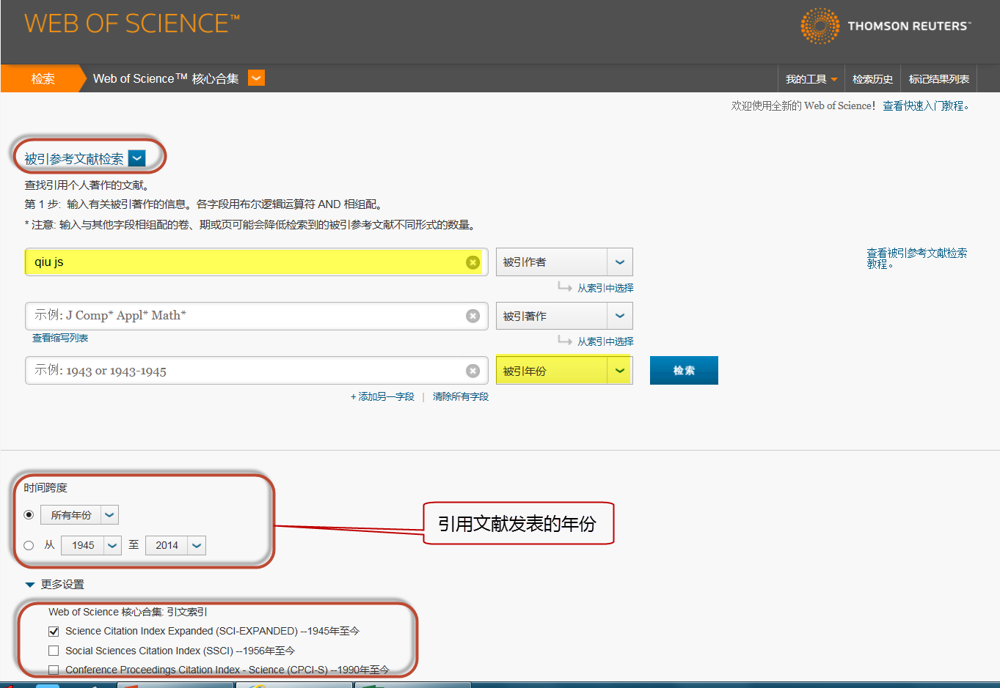 WEB OF SCIENCE™
THOMSON REUTERS™
检索
Web of Science™ 核心合集
我的工具
检索历史
标记结果列表
欢迎使用全新的 Web of Science! 查看快速入门教程。
被引参考文献检索
查找引用个人著作的文献。
第 1 步: 输入有关被引著作的信息。各字段用布尔逻辑运算符 AND 相组配。
* 注意: 输入与其他字段相组配的卷、期或页可能会降低检索到的被引参考文献不同形式的数量。
qiu js
被引作者
查看被引参考文献检索
教程。
从索引中选择
示例: J Comp* Appl* Math*
被引著作
查看缩写列表
从索引中选择
示例: 1943 or 1943-1945
被引年份
检索
+ 添加另一字段 | 清除所有字段
时间跨度
所有年份
从 1945 至 2014
引用文献发表的年份
更多设置
Web of Science 核心合集: 引文索引
Science Citation Index Expanded (SCI-EXPANDED) --1945年至今
Social Sciences Citation Index (SSCI) --1956年至今
Conference Proceedings Citation Index - Science (CPCI-S) --1990年至今